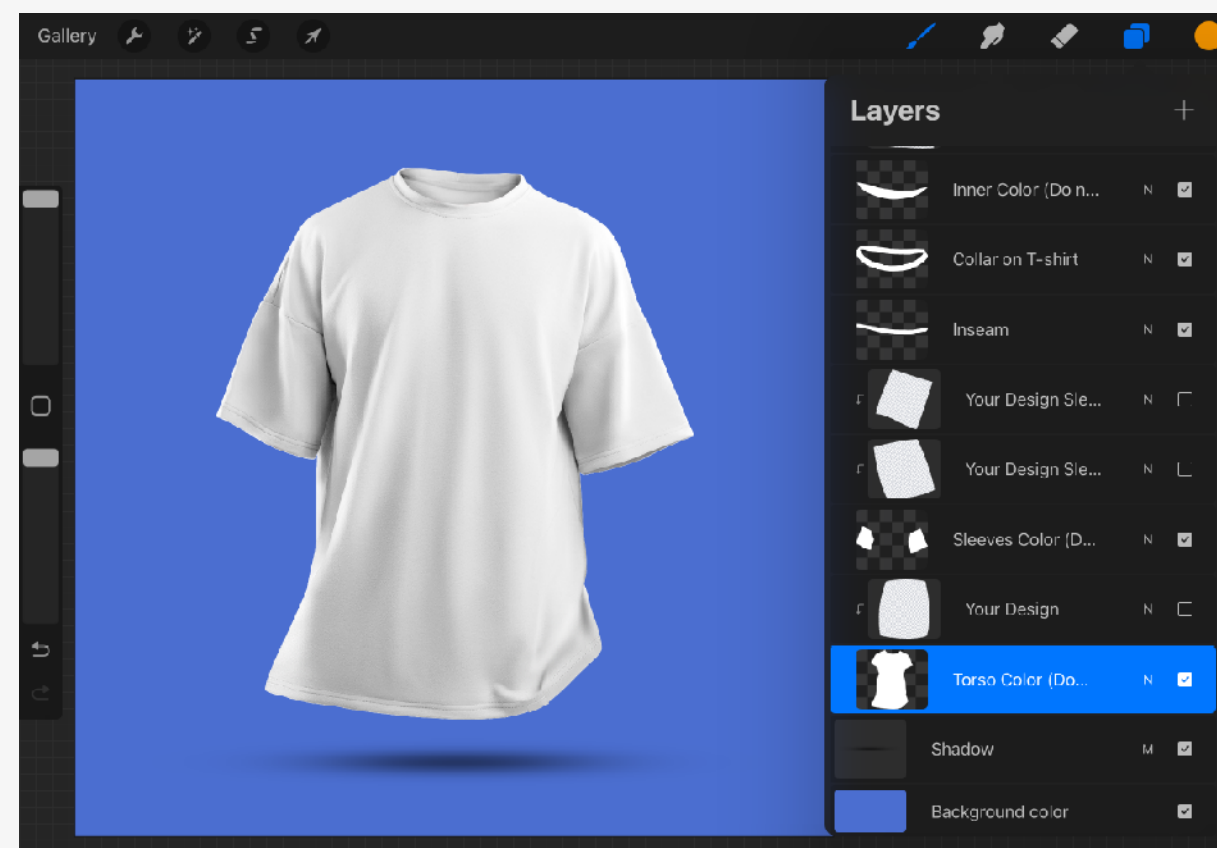 Gallery
Layers
Inner Color (Do n...
N
Collar on T-shirt
N
Inseam
N
Your Design Sle...
N
Your Design Sle...
N
Sleeves Color (D...
N
Your Design
N
Torso Color (Do...
N
Shadow
M
Background color